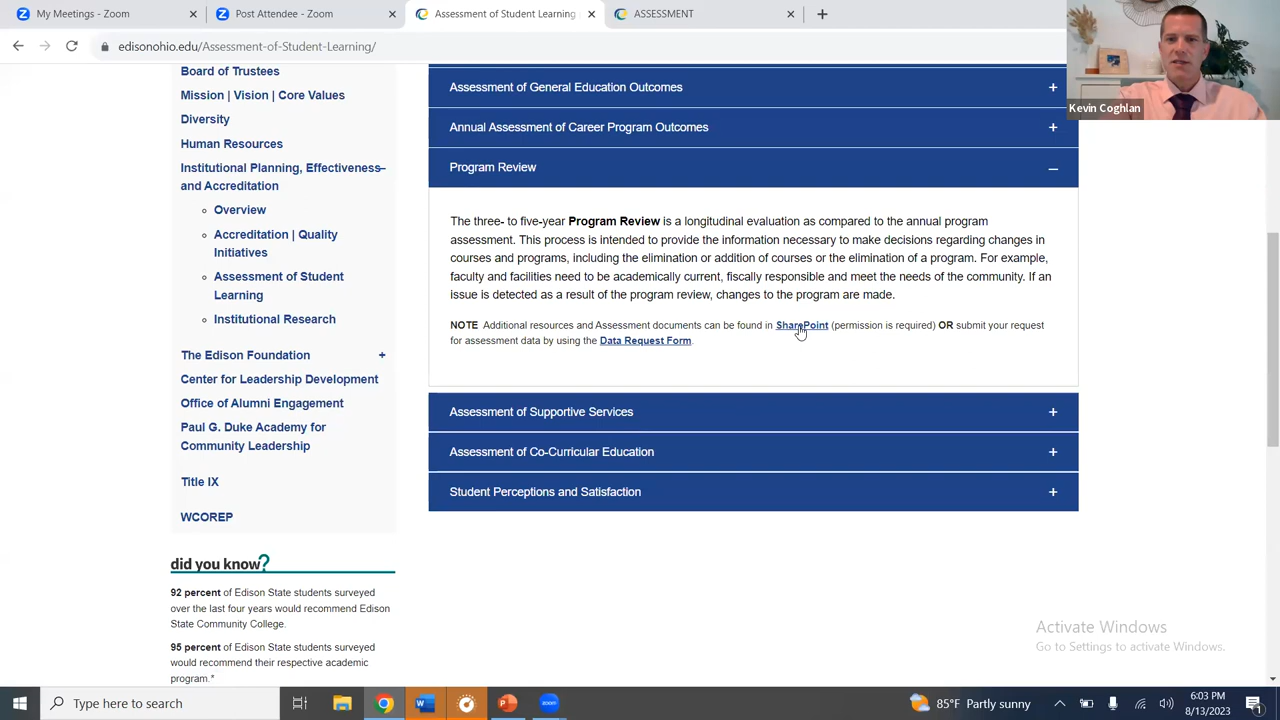 My Meetings - Zoom
Post Attendee - Zoom
Assessment of Student Learning
ASSESSMENT
edisonohio.edu/Assessment-of-Student-Learning/
Kevin Coghlan
Board of Trustees
Mission | Vision | Core Values
Diversity
Human Resources
Institutional Planning, Effectiveness
and Accreditation
Overview
Accreditation | Quality
Initiatives
Assessment of Student
Learning
Institutional Research
The Edison Foundation
Center for Leadership Development
Office of Alumni Engagement
Paul G. Duke Academy for
Community Leadership
Title IX
WCOREP
did you know?
92 percent of Edison State students surveyed
over the last four years would recommend Edison
State Community College.
95 percent of Edison State students surveyed
would recommend their respective academic
program.*
Assessment of General Education Outcomes
Annual Assessment of Career Program Outcomes
Program Review
The three- to five-year Program Review is a longitudinal evaluation as compared to the annual program
assessment. This process is intended to provide the information necessary to make decisions regarding changes in
courses and programs, including the elimination or addition of courses or the elimination of a program. For example,
faculty and facilities need to be academically current, fiscally responsible and meet the needs of the community. If an
issue is detected as a result of the program review, changes to the program are made.
NOTE Additional resources and Assessment documents can be found in SharePoint (permission is required) OR submit your request
for assessment data by using the Data Request Form.
Assessment of Supportive Services
Assessment of Co-Curricular Education
Student Perceptions and Satisfaction
Activate Windows
Go to Settings to activate Windows.
Type here to search
85°F Partly sunny
6:03 PM
8/13/2023
1